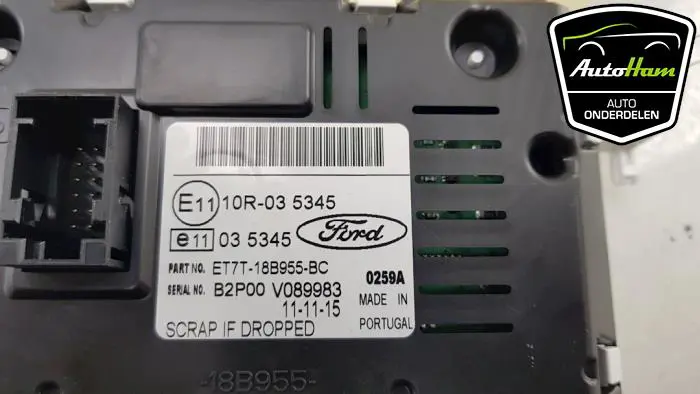 AutoHam
AUTO
ONDERDELEN
E11 10R-03 5345
e11 03 5345 Ford
PART NO. ET7T-18B955-BC 0259A
SERIAL NO. B2P00 V089983
11-11-15 MADE IN
SCRAP IF DROPPED PORTUGAL
-18B955-